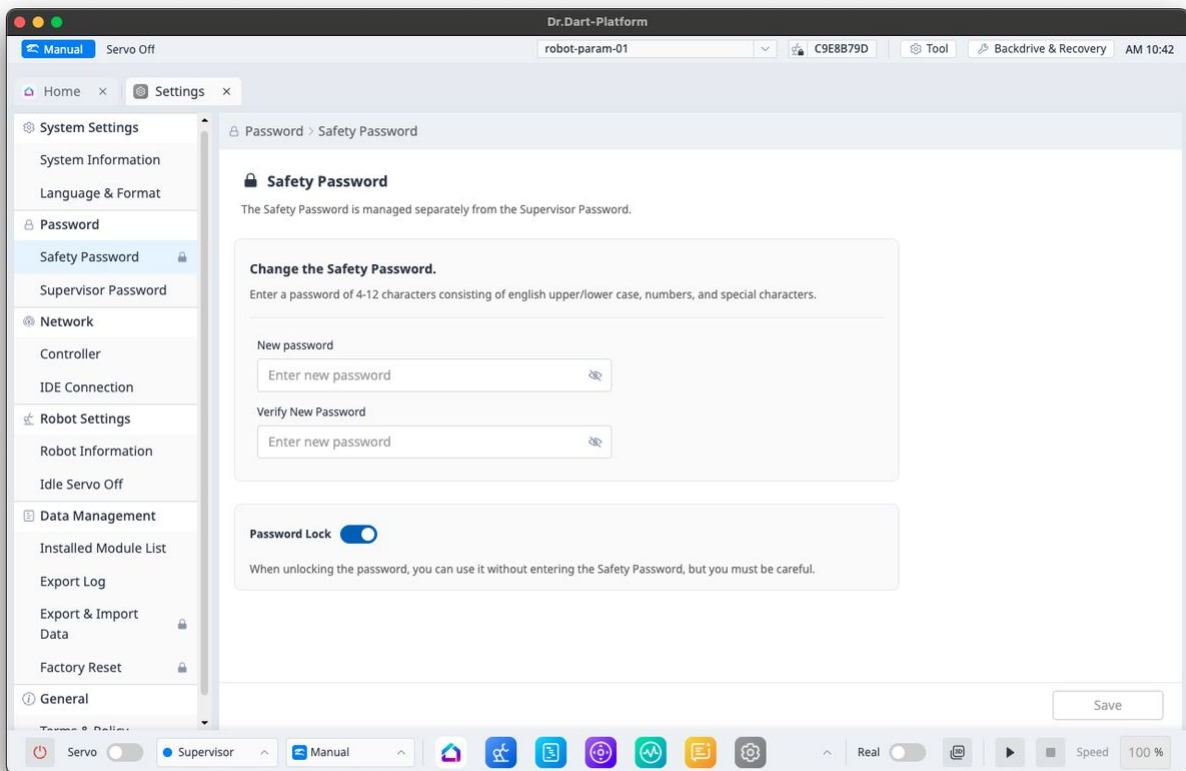 Dr.Dart-Platform
Manual Servo Off robot-param-01 C9E8B79D Tool Backdrive & Recovery AM 10:42
Home Settings
System Settings
System Information
Language & Format
Password
Safety Password
Supervisor Password
Network
Controller
IDE Connection
Robot Settings
Robot Information
Idle Servo Off
Data Management
Installed Module List
Export Log
Export & Import
Data
Factory Reset
General
Terms & Policy
Password > Safety Password
Safety Password
The Safety Password is managed separately from the Supervisor Password.
Change the Safety Password.
Enter a password of 4-12 characters consisting of english upper/lower case, numbers, and special characters.
New password
Enter new password
Verify New Password
Enter new password
Password Lock
When unlocking the password, you can use it without entering the Safety Password, but you must be careful.
Save
Servo Supervisor Manual Real 3D Speed 100 %